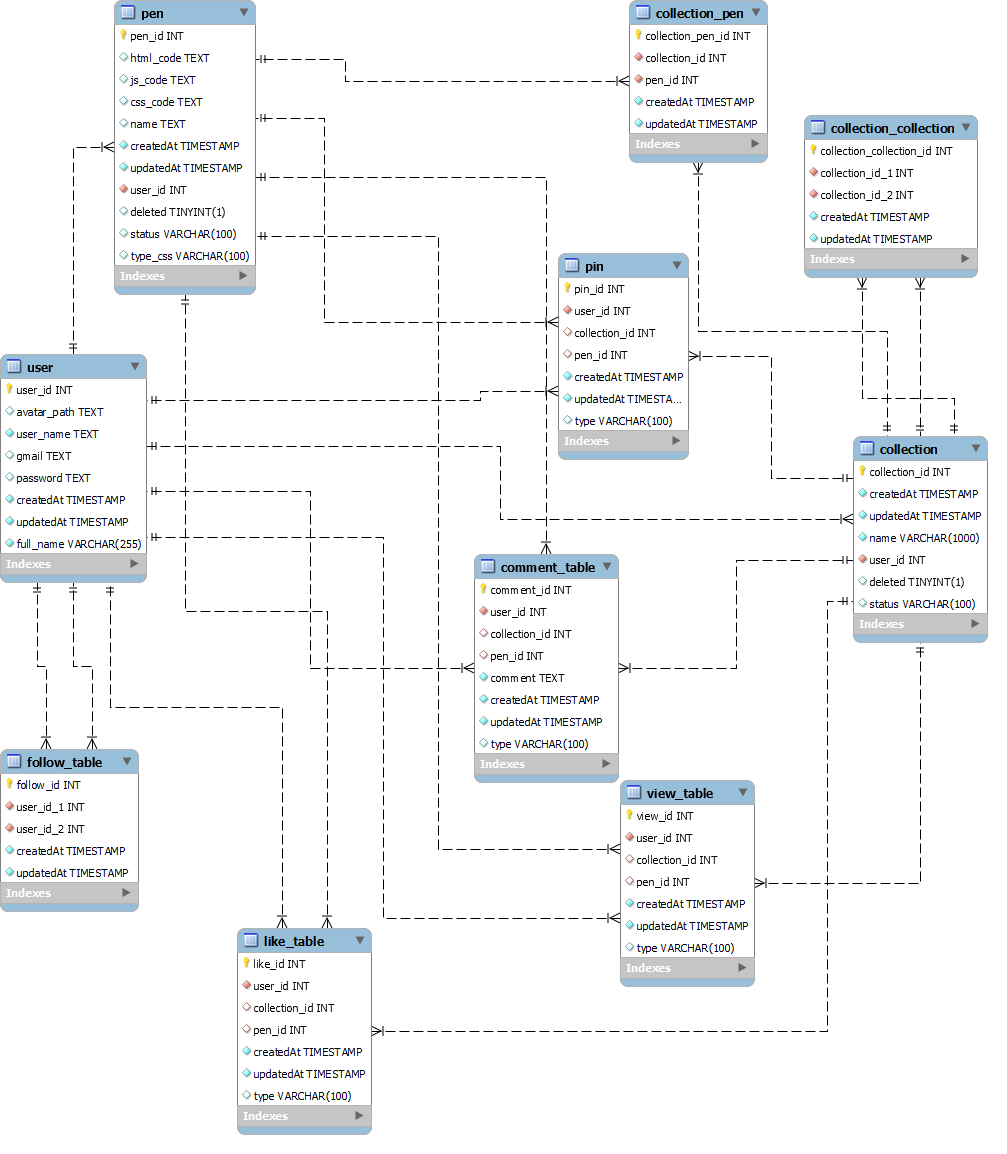 pen
pen_id INT
html_code TEXT
js_code TEXT
css_code TEXT
name TEXT
createdAt TIMESTAMP
updatedAt TIMESTAMP
user_id INT
deleted TINYINT(1)
status VARCHAR(100)
type_css VARCHAR(100)
Indexes
collection_pen
collection_pen_id INT
collection_id INT
pen_id INT
createdAt TIMESTAMP
updatedAt TIMESTAMP
Indexes
collection_collection
collection_collection_id INT
collection_id_1 INT
collection_id_2 INT
createdAt TIMESTAMP
updatedAt TIMESTAMP
Indexes
pin
pin_id INT
user_id INT
collection_id INT
pen_id INT
createdAt TIMESTAMP
updatedAt TIMESTA...
type VARCHAR(100)
Indexes
user
user_id INT
avatar_path TEXT
user_name TEXT
gmail TEXT
password TEXT
createdAt TIMESTAMP
updatedAt TIMESTAMP
full_name VARCHAR(255)
Indexes
collection
collection_id INT
createdAt TIMESTAMP
updatedAt TIMESTAMP
name VARCHAR(1000)
user_id INT
deleted TINYINT(1)
status VARCHAR(100)
Indexes
comment_table
comment_id INT
user_id INT
collection_id INT
pen_id INT
comment TEXT
createdAt TIMESTAMP
updatedAt TIMESTAMP
type VARCHAR(100)
Indexes
follow_table
follow_id INT
user_id_1 INT
user_id_2 INT
createdAt TIMESTAMP
updatedAt TIMESTAMP
Indexes
view_table
view_id INT
user_id INT
collection_id INT
pen_id INT
createdAt TIMESTAMP
updatedAt TIMESTAMP
type VARCHAR(100)
Indexes
like_table
like_id INT
user_id INT
collection_id INT
pen_id INT
createdAt TIMESTAMP
updatedAt TIMESTAMP
type VARCHAR(100)
Indexes